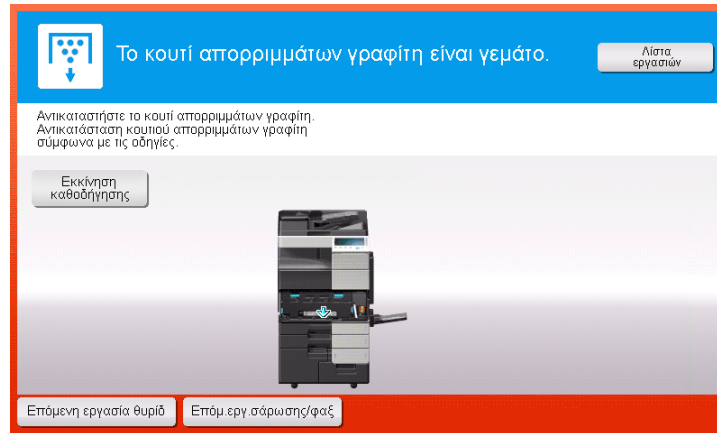 Το κουτί απορριμμάτων γραφίτη είναι γεμάτο.
Λίστα
εργασιών
Αντικαταστήστε το κουτί απορριμμάτων γραφίτη.
Αντικατάσταση κουτιού απορριμμάτων γραφίτη
σύμφωνα με τις οδηγίες.
Εκκίνηση
καθοδήγησης
Επόμενη εργασία θυρίδ
Επόμ.εργ.σάρωσης/φαξ